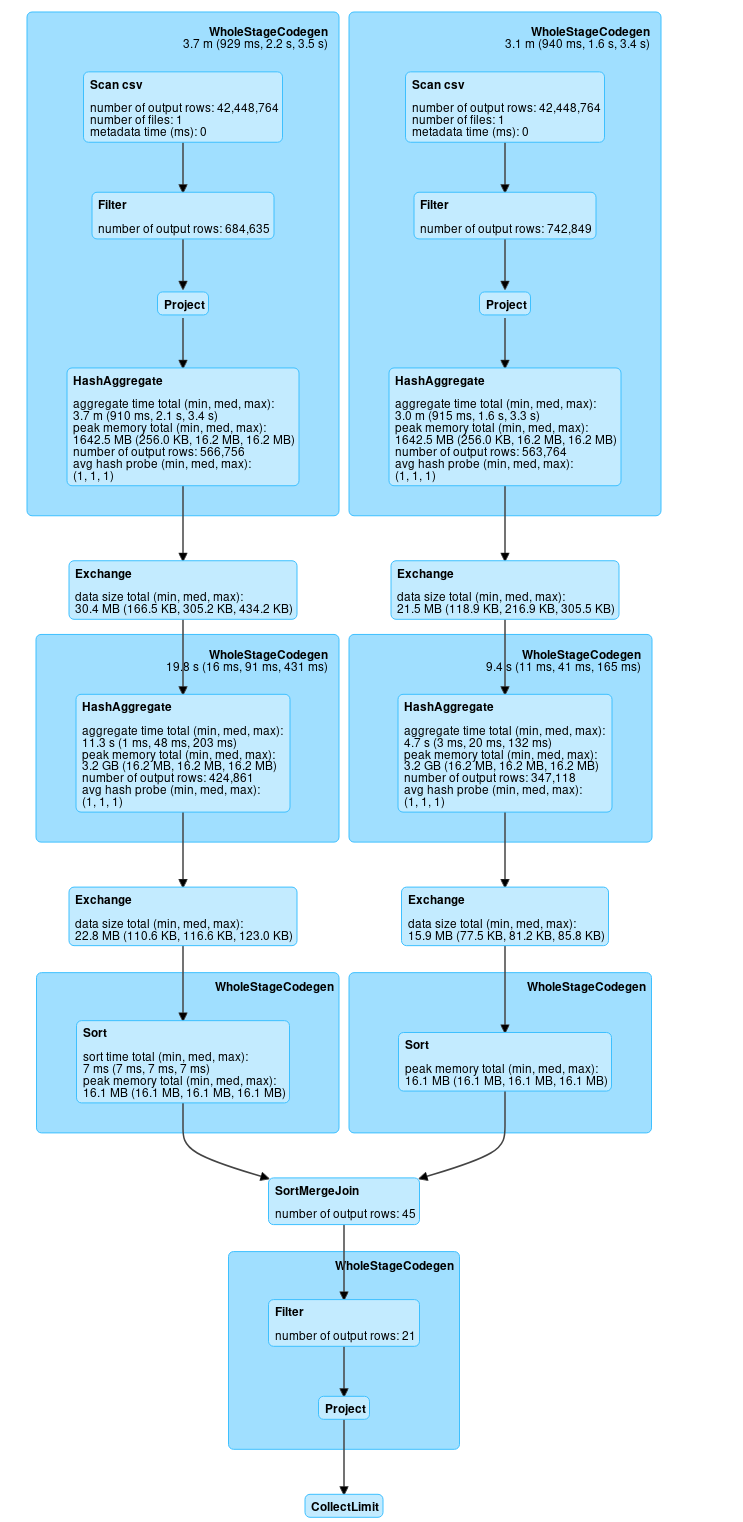 WholeStageCodegen
3.7 m (929 ms, 2.2 s, 3.5 s)
Scan csv
number of output rows: 42,448,764
number of files: 1
metadata time (ms): 0
Filter
number of output rows: 684,635
Project
HashAggregate
aggregate time total (min, med, max):
3.7 m (910 ms, 2.1 s, 3.4 s)
peak memory total (min, med, max):
1642.5 MB (256.0 KB, 16.2 MB, 16.2 MB)
number of output rows: 566,756
avg hash probe (min, med, max):
(1, 1, 1)
Exchange
data size total (min, med, max):
30.4 MB (166.5 KB, 305.2 KB, 434.2 KB)
WholeStageCodegen
19.8 s (16 ms, 91 ms, 431 ms)
HashAggregate
aggregate time total (min, med, max):
11.3 s (1 ms, 48 ms, 203 ms)
peak memory total (min, med, max):
3.2 GB (16.2 MB, 16.2 MB, 16.2 MB)
number of output rows: 424,861
avg hash probe (min, med, max):
(1, 1, 1)
Exchange
data size total (min, med, max):
22.8 MB (110.6 KB, 116.6 KB, 123.0 KB)
WholeStageCodegen
Sort
sort time total (min, med, max):
7 ms (7 ms, 7 ms, 7 ms)
peak memory total (min, med, max):
16.1 MB (16.1 MB, 16.1 MB, 16.1 MB)
WholeStageCodegen
3.1 m (940 ms, 1.6 s, 3.4 s)
Scan csv
number of output rows: 42,448,764
number of files: 1
metadata time (ms): 0
Filter
number of output rows: 742,849
Project
HashAggregate
aggregate time total (min, med, max):
3.0 m (915 ms, 1.6 s, 3.3 s)
peak memory total (min, med, max):
1642.5 MB (256.0 KB, 16.2 MB, 16.2 MB)
number of output rows: 563,764
avg hash probe (min, med, max):
(1, 1, 1)
Exchange
data size total (min, med, max):
21.5 MB (118.9 KB, 216.9 KB, 305.5 KB)
WholeStageCodegen
9.4 s (11 ms, 41 ms, 165 ms)
HashAggregate
aggregate time total (min, med, max):
4.7 s (3 ms, 20 ms, 132 ms)
peak memory total (min, med, max):
3.2 GB (16.2 MB, 16.2 MB, 16.2 MB)
number of output rows: 347,118
avg hash probe (min, med, max):
(1, 1, 1)
Exchange
data size total (min, med, max):
15.9 MB (77.5 KB, 81.2 KB, 85.8 KB)
WholeStageCodegen
Sort
peak memory total (min, med, max):
16.1 MB (16.1 MB, 16.1 MB, 16.1 MB)
SortMergeJoin
number of output rows: 45
WholeStageCodegen
Filter
number of output rows: 21
Project
CollectLimit